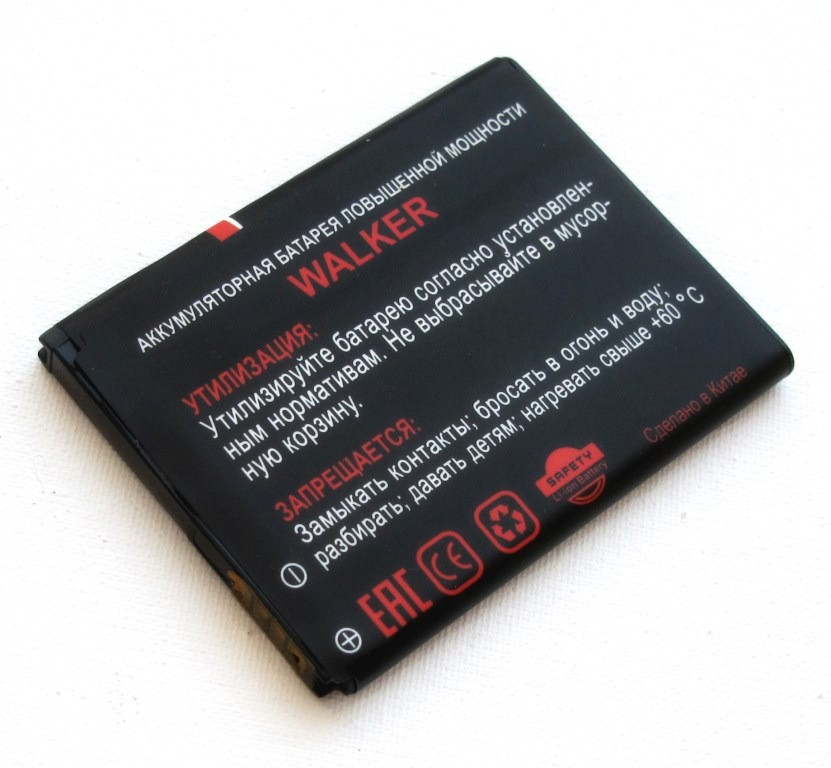 АККУМУЛЯТОРНАЯ БАТАРЕЯ ПОВЫШЕННОЙ МОЩНОСТИ
WALKER
УТИЛИЗАЦИЯ:
Утилизируйте батарею согласно установлен-
ным нормативам. Не выбрасывайте в мусор-
ную корзину.
ЗАПРЕЩАЕТСЯ:
Замыкать контакты; бросать в огонь и воду;
разбирать; давать детям; нагревать свыше +60°C
EAC CE SAFETY
Li-ion Battery
Сделано в Китае